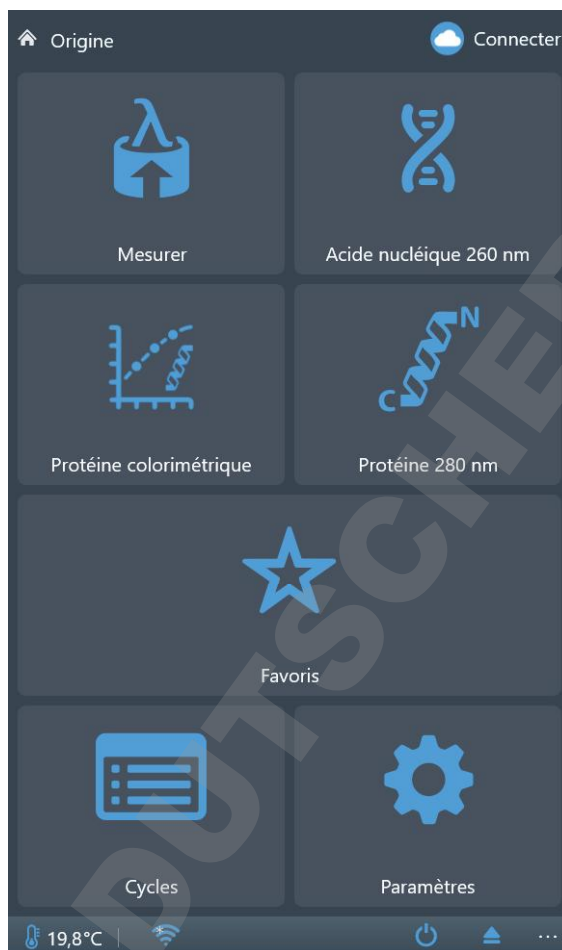 Origine
Connecter
λ
Mesurer
Acide nucléique 260 nm
N
C
Protéine colorimétrique
Protéine 280 nm
Favoris
Cycles
Paramètres
19,8°C
...
DUTSCHER